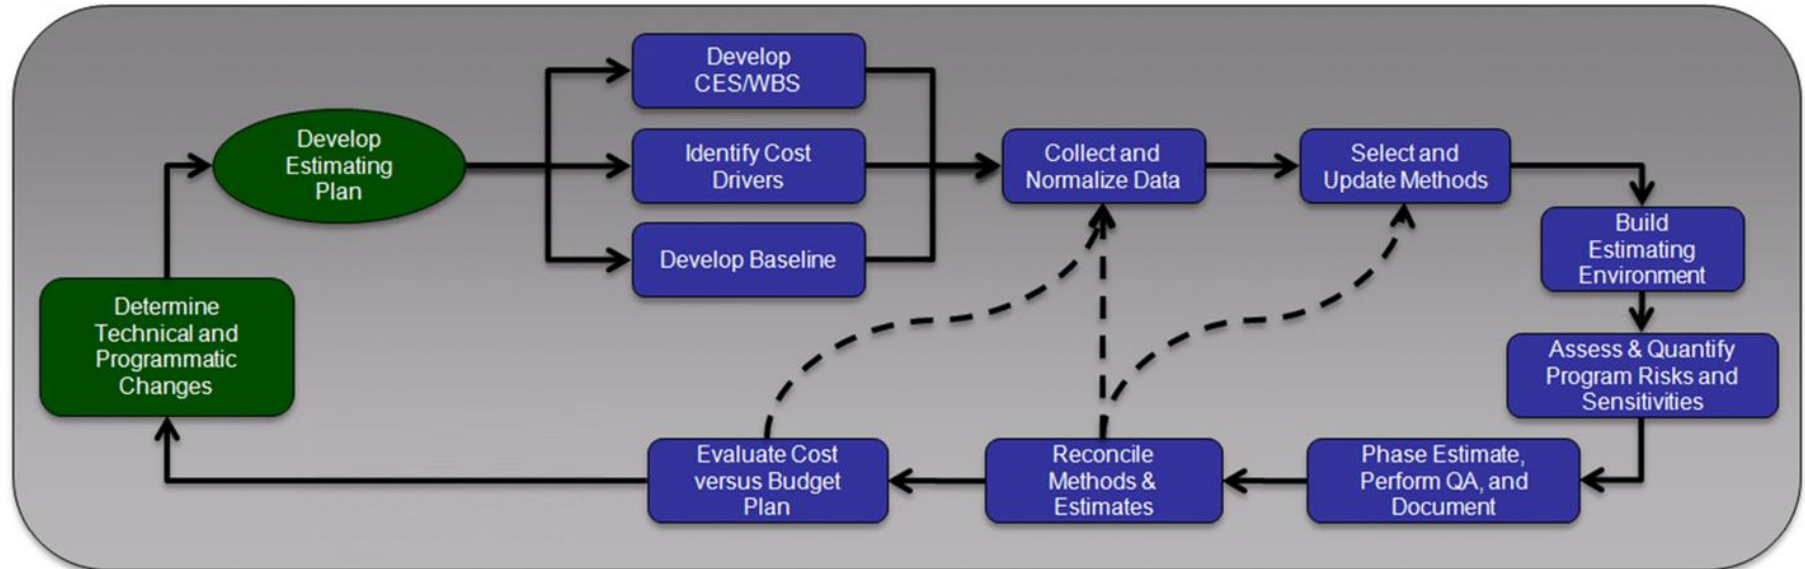 Develop
Estimating
Plan
Develop
CES/WBS
Identify Cost
Drivers
Develop Baseline
Collect and
Normalize Data
Select and
Update Methods
Build
Estimating
Environment
Assess & Quantify
Program Risks and
Sensitivities
Phase Estimate,
Perform QA, and
Document
Reconcile
Methods &
Estimates
Evaluate Cost
versus Budget
Plan
Determine
Technical and
Programmatic
Changes